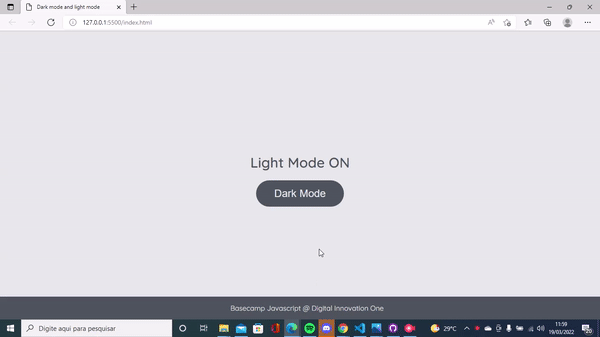 Dark mode and light mode
127.0.0.1:5500/index.html
Light Mode ON
Dark Mode
Basecamp Javascript @ Digital Innovation One
Digite aqui para pesquisar
29°C
11:59
19/03/2022